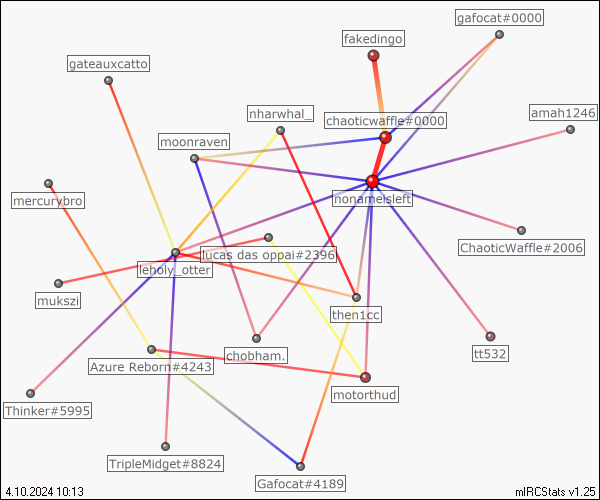 gafocat#0000
fakedingo
gateauxcatto
nharwhal_
amah1246
chaoticwaffle#0000
moonraven
mercurybro
nonameisleft
ChaoticWaffle#2006
lucas das oppai#2396
leholy_otter
mukszi
then1cc
tt532
chobham.
Azure Reborn#4243
motorthud
Thinker#5995
TripleMidget#8824
Gafocat#4189
4.10.2024 10:13
mIRCStats v1.25